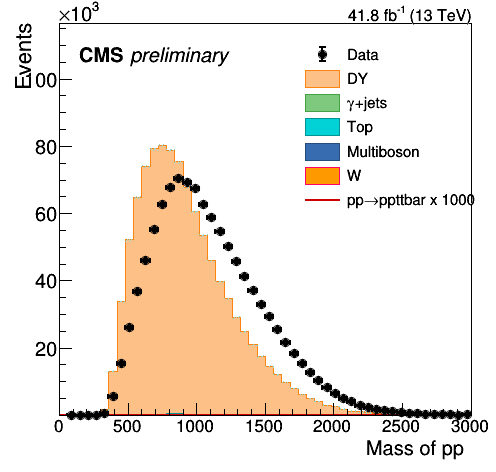 ×10³
41.8 fb⁻¹ (13 TeV)
Events
CMS preliminary
Data
DY
γ+jets
Top
Multiboson
W
pp→ppttbar x 1000
100
80
60
40
20
0 500 1000 1500 2000 2500 3000
Mass of pp